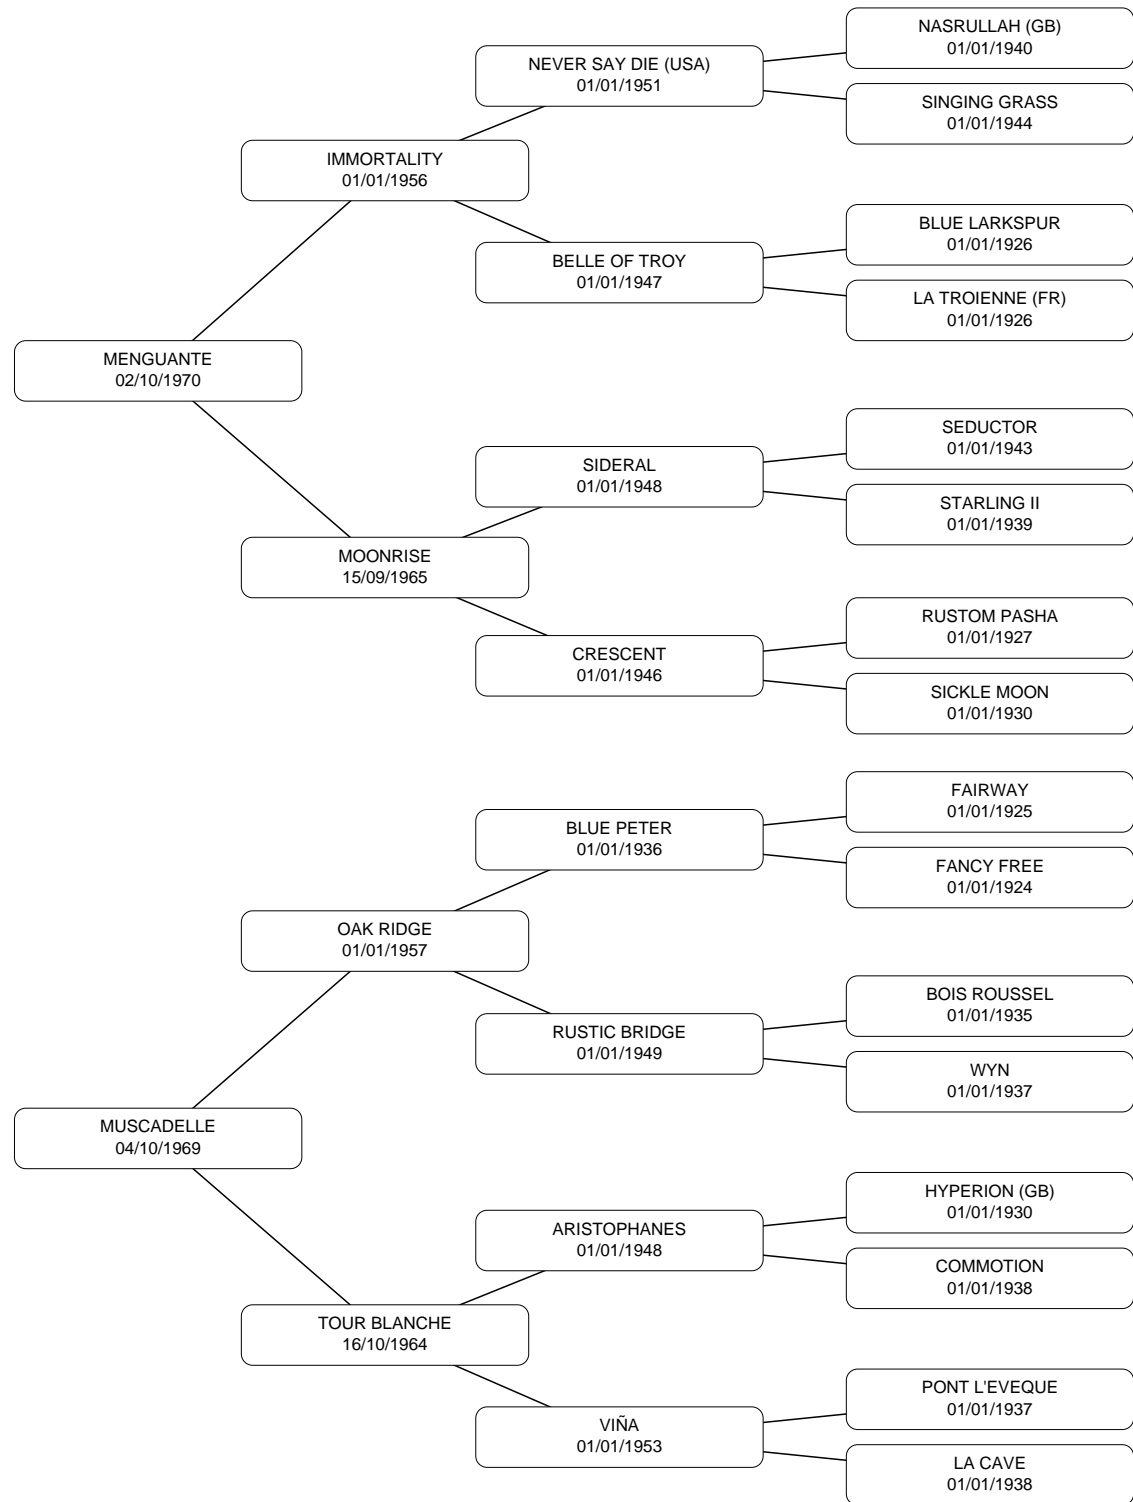 NASRULLAH (GB)
01/01/1940
NEVER SAY DIE (USA)
01/01/1951
SINGING GRASS
01/01/1944
IMMORTALITY
01/01/1956
BLUE LARKSPUR
01/01/1926
BELLE OF TROY
01/01/1947
LA TROIENNE (FR)
01/01/1926
MENGUANTE
02/10/1970
SEDUCTOR
01/01/1943
SIDERAL
01/01/1948
STARLING II
01/01/1939
MOONRISE
15/09/1965
RUSTOM PASHA
01/01/1927
CRESCENT
01/01/1946
SICKLE MOON
01/01/1930
FAIRWAY
01/01/1925
BLUE PETER
01/01/1936
FANCY FREE
01/01/1924
OAK RIDGE
01/01/1957
BOIS ROUSSEL
01/01/1935
RUSTIC BRIDGE
01/01/1949
WYN
01/01/1937
MUSCADELLE
04/10/1969
HYPERION (GB)
01/01/1930
ARISTOPHANES
01/01/1948
COMMOTION
01/01/1938
TOUR BLANCHE
16/10/1964
PONT L'EVEQUE
01/01/1937
VIÑA
01/01/1953
LA CAVE
01/01/1938